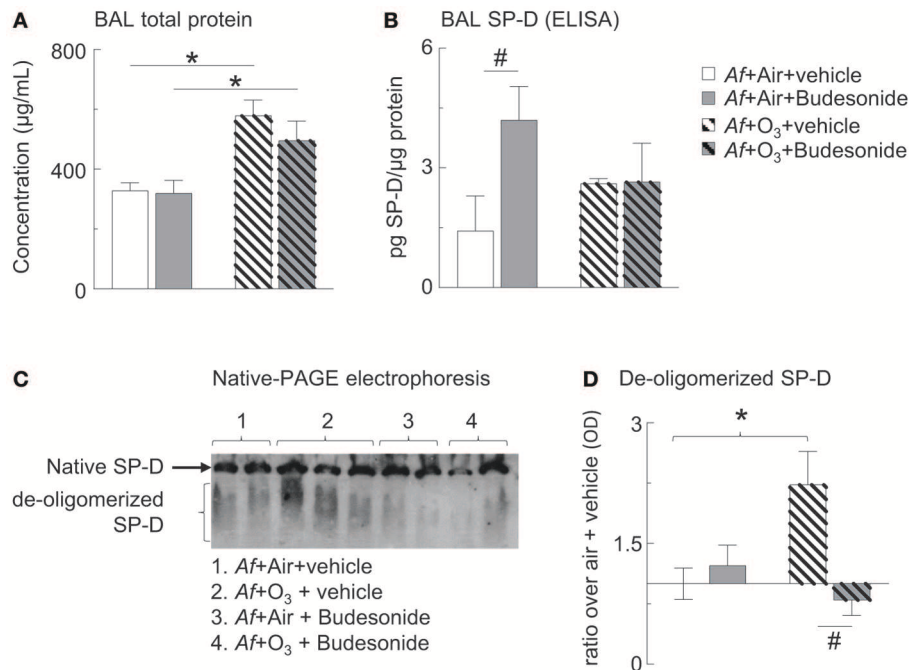 A BAL total protein
Concentration (µg/mL)
800
400
0
*
*
B BAL SP-D (ELISA)
pg SP-D/µg protein
6
3
0
#
Af+Air+vehicle
Af+Air+Budesonide
Af+O₃+vehicle
Af+O₃+Budesonide
C Native-PAGE electrophoresis
1 2 3 4
Native SP-D
de-oligomerized
SP-D
1. Af+Air+vehicle
2. Af+O₃ + vehicle
3. Af+Air + Budesonide
4. Af+O₃ + Budesonide
D De-oligomerized SP-D
ratio over air + vehicle (OD)
3
1.5
0
*
#